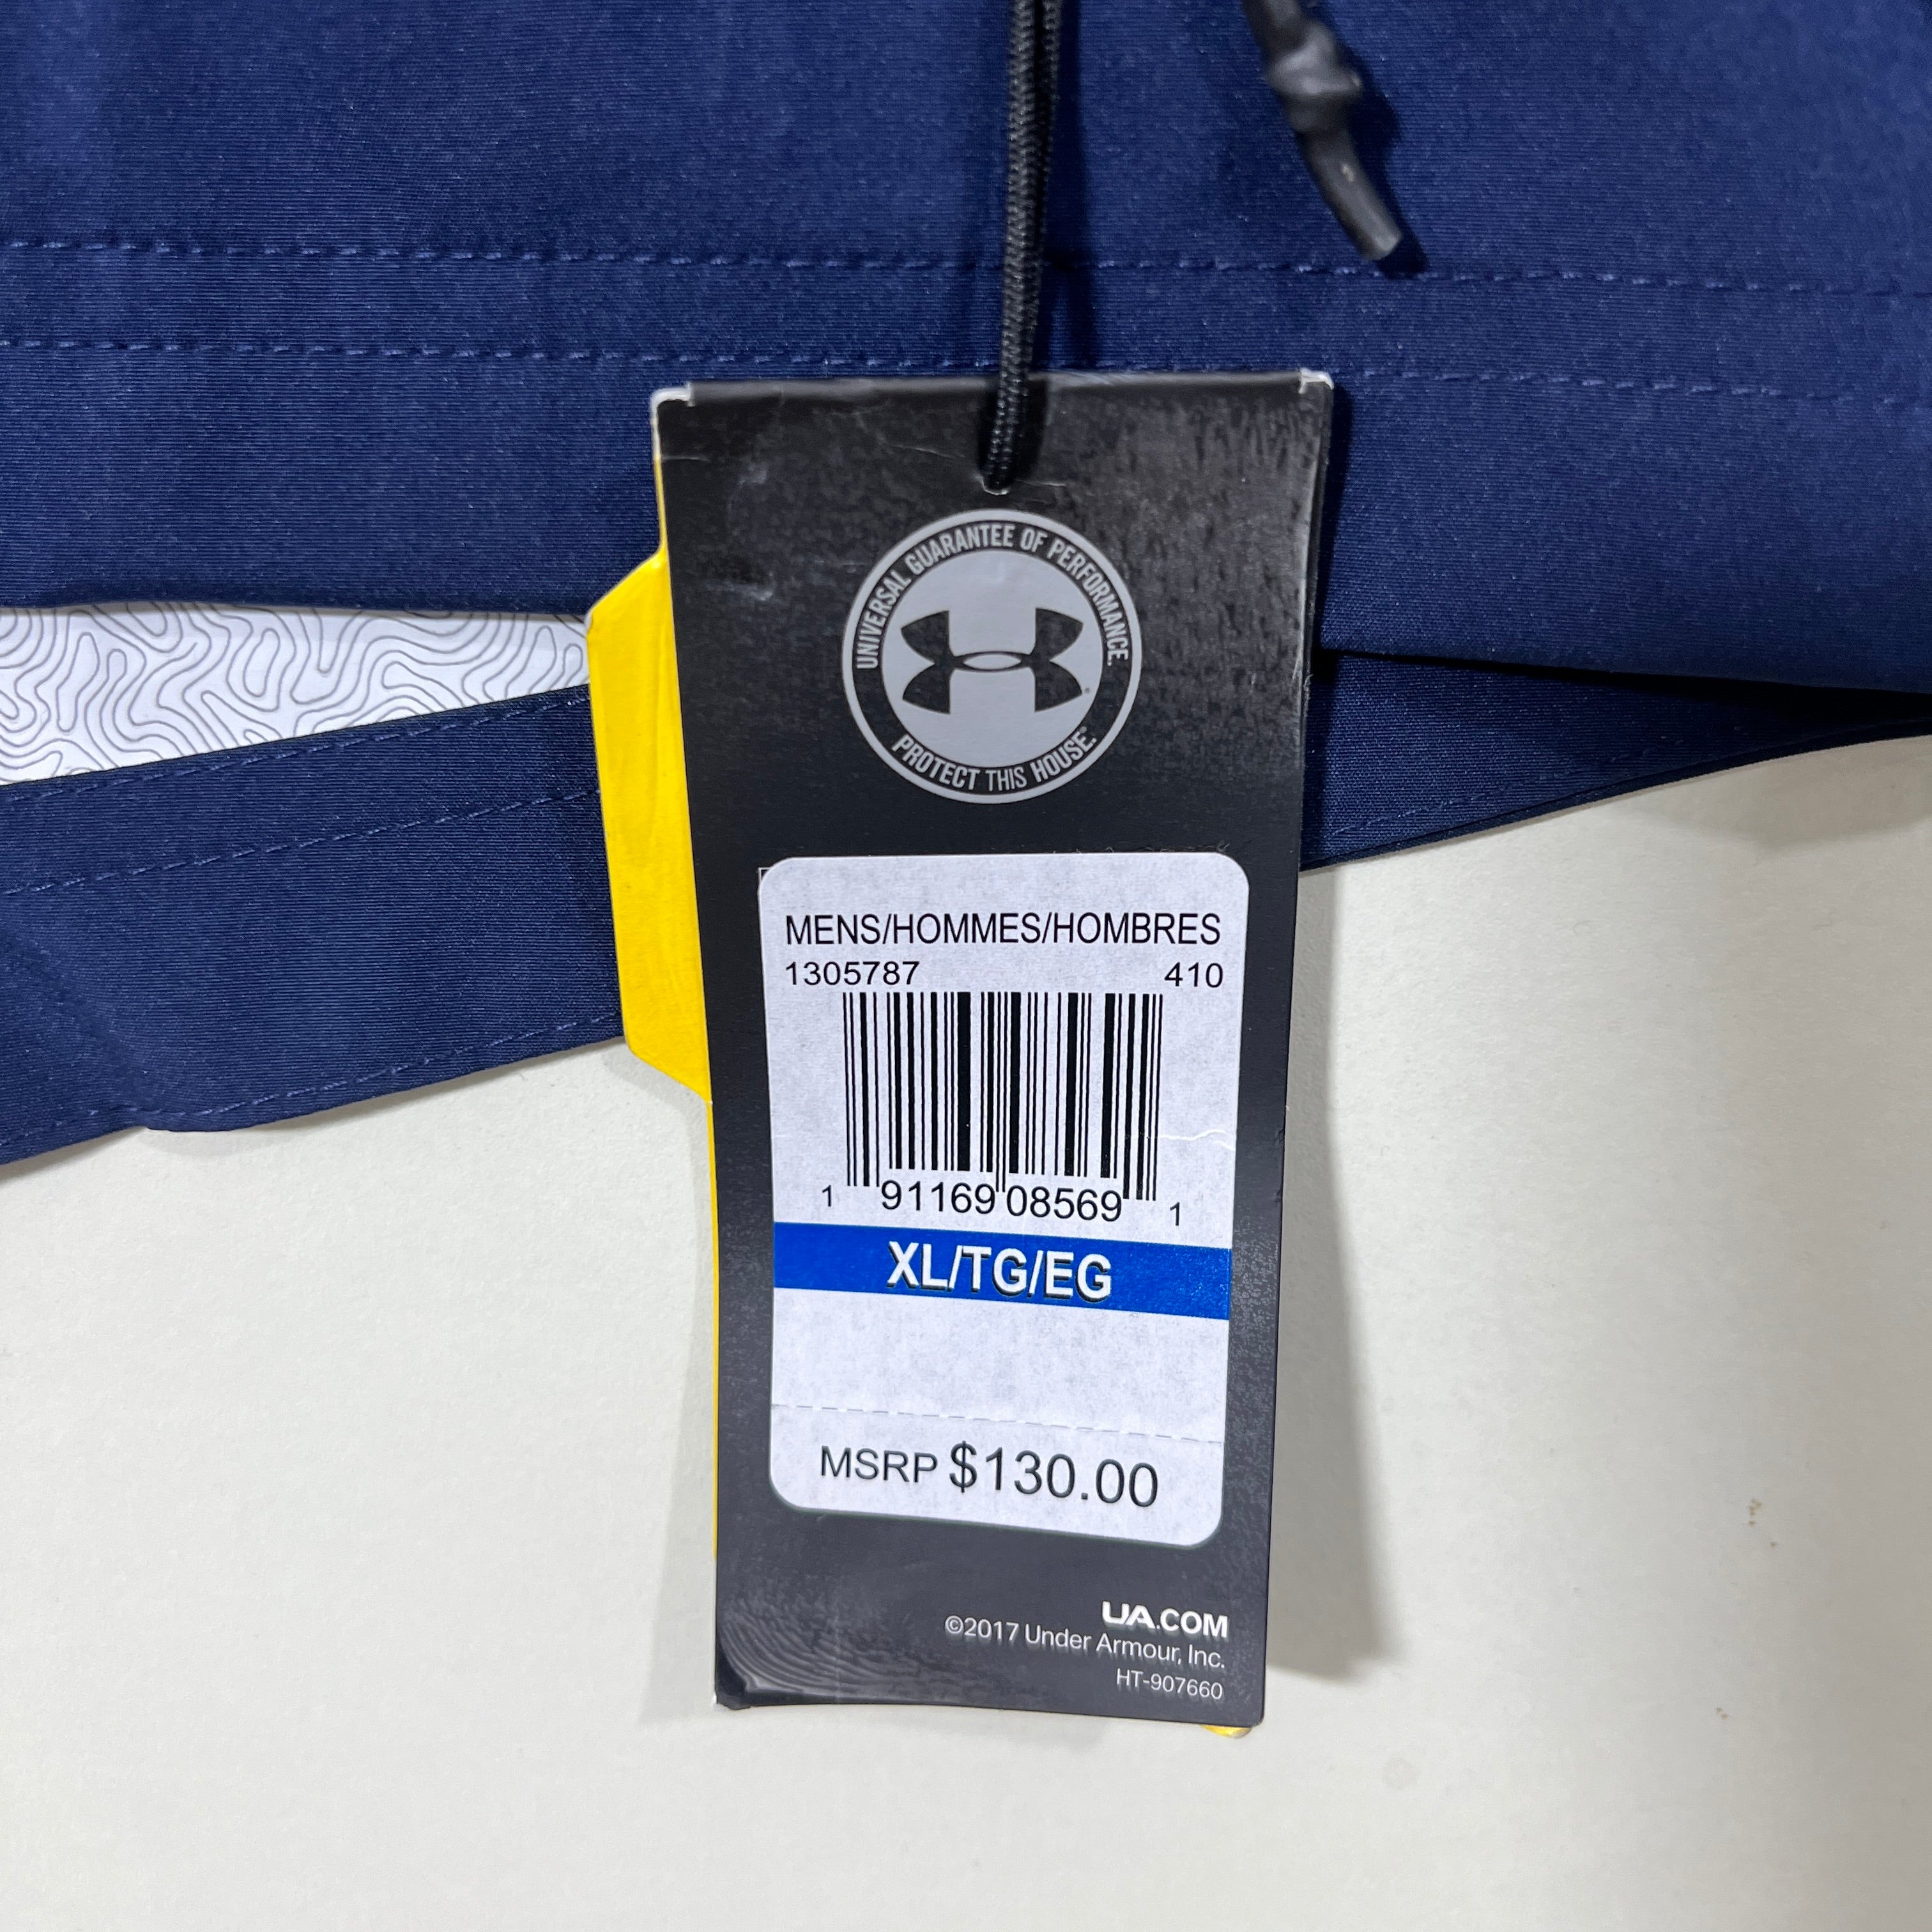 UNIVERSAL GUARANTEE OF PERFORMANCE.
PROTECT THIS HOUSE.
MENS/HOMMES/HOMBRES
1305787 410
1 91169 08569 1
XL/TG/EG
MSRP $130.00
UA.COM
©2017 Under Armour, Inc.
HT-907660